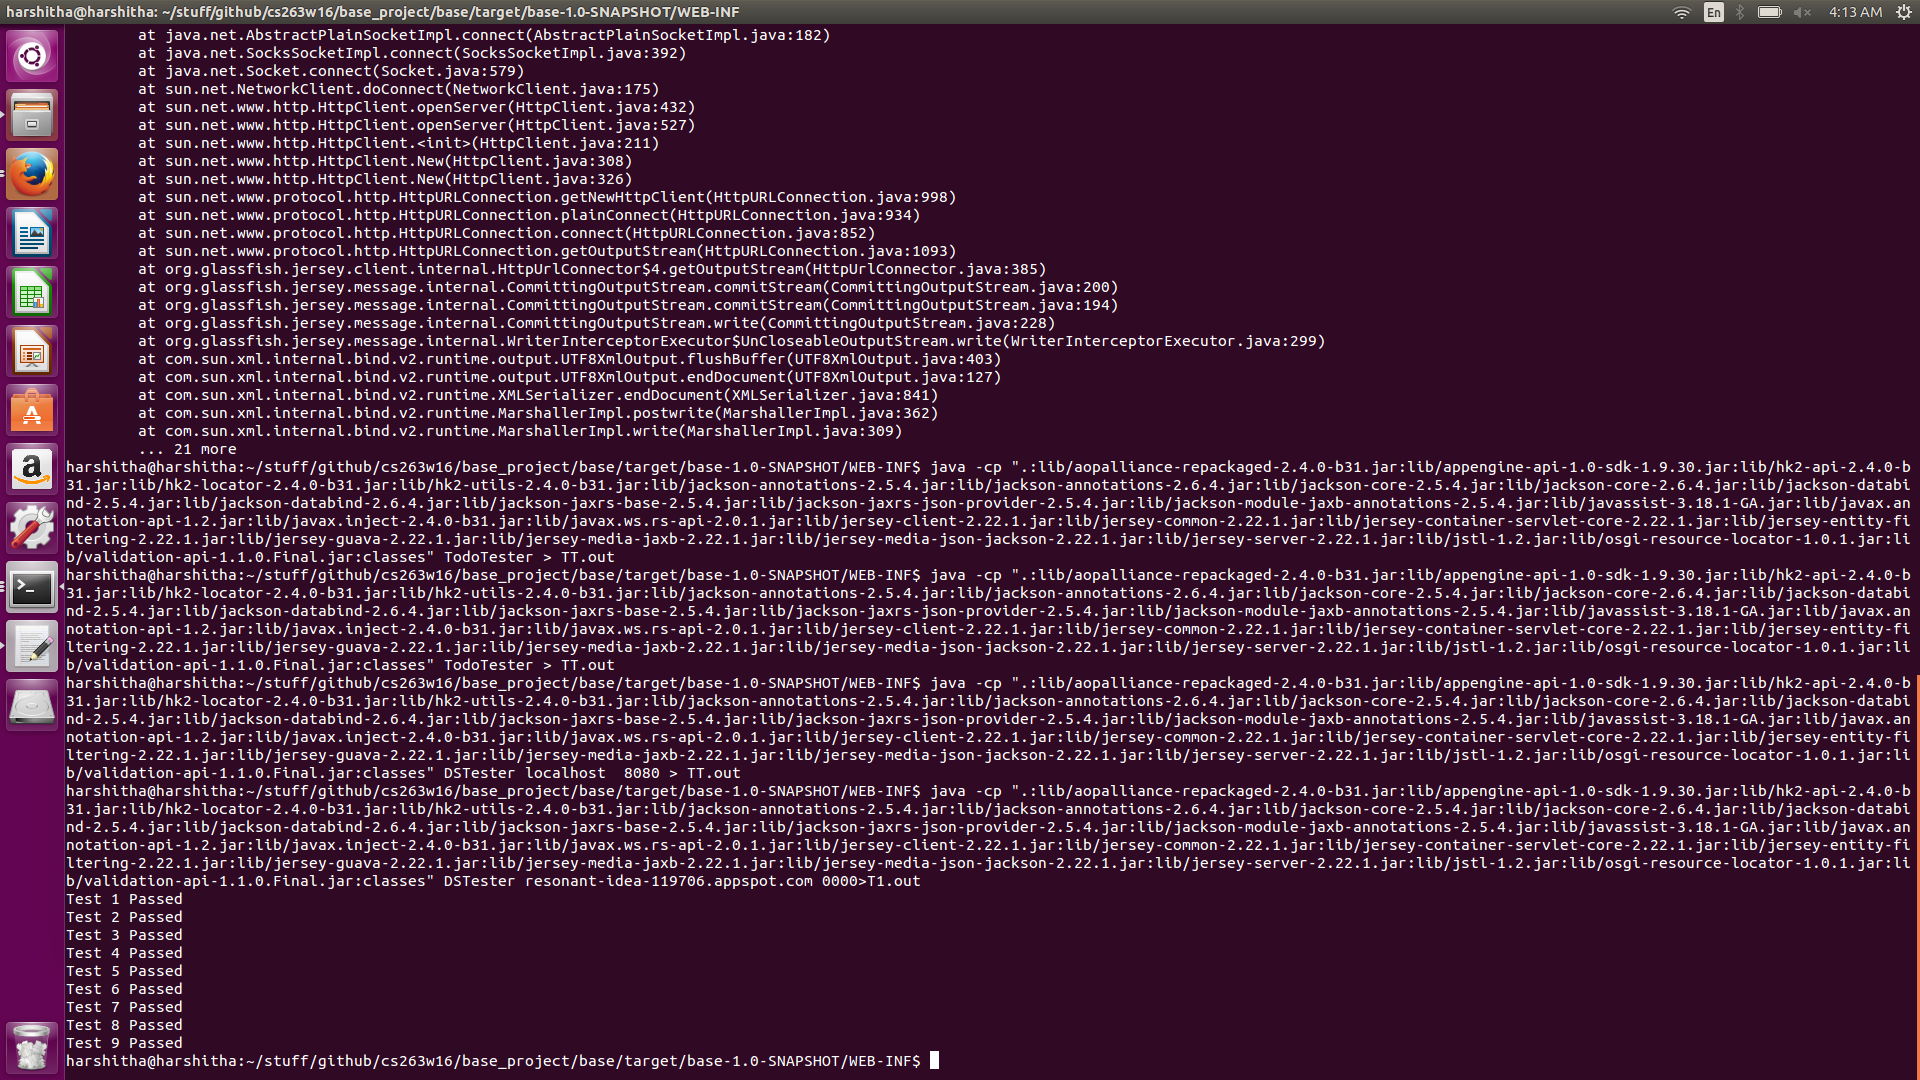 harshitha@harshitha: ~/stuff/github/cs263w16/base_project/base/target/base-1.0-SNAPSHOT/WEB-INF
En
4:13 AM
at java.net.AbstractPlainSocketImpl.connect(AbstractPlainSocketImpl.java:182)
at java.net.SocksSocketImpl.connect(SocksSocketImpl.java:392)
at java.net.Socket.connect(Socket.java:579)
at sun.net.NetworkClient.doConnect(NetworkClient.java:175)
at sun.net.www.http.HttpClient.openServer(HttpClient.java:432)
at sun.net.www.http.HttpClient.openServer(HttpClient.java:527)
at sun.net.www.http.HttpClient.<init>(HttpClient.java:211)
at sun.net.www.http.HttpClient.New(HttpClient.java:308)
at sun.net.www.http.HttpClient.New(HttpClient.java:326)
at sun.net.www.protocol.http.HttpURLConnection.getNewHttpClient(HttpURLConnection.java:998)
at sun.net.www.protocol.http.HttpURLConnection.plainConnect(HttpURLConnection.java:934)
at sun.net.www.protocol.http.HttpURLConnection.connect(HttpURLConnection.java:852)
at sun.net.www.protocol.http.HttpURLConnection.getOutputStream(HttpURLConnection.java:1093)
at org.glassfish.jersey.client.internal.HttpUrlConnector$4.getOutputStream(HttpUrlConnector.java:385)
at org.glassfish.jersey.message.internal.CommittingOutputStream.commitStream(CommittingOutputStream.java:200)
at org.glassfish.jersey.message.internal.CommittingOutputStream.commitStream(CommittingOutputStream.java:194)
at org.glassfish.jersey.message.internal.CommittingOutputStream.write(CommittingOutputStream.java:228)
at org.glassfish.jersey.message.internal.WriterInterceptorExecutor$UnCloseableOutputStream.write(WriterInterceptorExecutor.java:299)
at com.sun.xml.internal.bind.v2.runtime.output.UTF8XmlOutput.flushBuffer(UTF8XmlOutput.java:403)
at com.sun.xml.internal.bind.v2.runtime.output.UTF8XmlOutput.endDocument(UTF8XmlOutput.java:127)
at com.sun.xml.internal.bind.v2.runtime.XMLSerializer.endDocument(XMLSerializer.java:841)
at com.sun.xml.internal.bind.v2.runtime.MarshallerImpl.postwrite(MarshallerImpl.java:362)
at com.sun.xml.internal.bind.v2.runtime.MarshallerImpl.write(MarshallerImpl.java:309)
... 21 more
harshitha@harshitha:~/stuff/github/cs263w16/base_project/base/target/base-1.0-SNAPSHOT/WEB-INF$ java -cp ".:lib/aopalliance-repackaged-2.4.0-b31.jar:lib/appengine-api-1.0-sdk-1.9.30.jar:lib/hk2-api-2.4.0-b
31.jar:lib/hk2-locator-2.4.0-b31.jar:lib/hk2-utils-2.4.0-b31.jar:lib/jackson-annotations-2.5.4.jar:lib/jackson-annotations-2.6.4.jar:lib/jackson-core-2.5.4.jar:lib/jackson-core-2.6.4.jar:lib/jackson-databi
nd-2.5.4.jar:lib/jackson-databind-2.6.4.jar:lib/jackson-jaxrs-base-2.5.4.jar:lib/jackson-jaxrs-json-provider-2.5.4.jar:lib/jackson-module-jaxb-annotations-2.5.4.jar:lib/javassist-3.18.1-GA.jar:lib/javax.an
notation-api-1.2.jar:lib/javax.inject-2.4.0-b31.jar:lib/javax.ws.rs-api-2.0.1.jar:lib/jersey-client-2.22.1.jar:lib/jersey-common-2.22.1.jar:lib/jersey-container-servlet-core-2.22.1.jar:lib/jersey-entity-fi
ltering-2.22.1.jar:lib/jersey-guava-2.22.1.jar:lib/jersey-media-jaxb-2.22.1.jar:lib/jersey-media-json-jackson-2.22.1.jar:lib/jersey-server-2.22.1.jar:lib/jstl-1.2.jar:lib/osgi-resource-locator-1.0.1.jar:li
b/validation-api-1.1.0.Final.jar:classes" TodoTester > TT.out
harshitha@harshitha:~/stuff/github/cs263w16/base_project/base/target/base-1.0-SNAPSHOT/WEB-INF$ java -cp ".:lib/aopalliance-repackaged-2.4.0-b31.jar:lib/appengine-api-1.0-sdk-1.9.30.jar:lib/hk2-api-2.4.0-b
31.jar:lib/hk2-locator-2.4.0-b31.jar:lib/hk2-utils-2.4.0-b31.jar:lib/jackson-annotations-2.5.4.jar:lib/jackson-annotations-2.6.4.jar:lib/jackson-core-2.5.4.jar:lib/jackson-core-2.6.4.jar:lib/jackson-databi
nd-2.5.4.jar:lib/jackson-databind-2.6.4.jar:lib/jackson-jaxrs-base-2.5.4.jar:lib/jackson-jaxrs-json-provider-2.5.4.jar:lib/jackson-module-jaxb-annotations-2.5.4.jar:lib/javassist-3.18.1-GA.jar:lib/javax.an
notation-api-1.2.jar:lib/javax.inject-2.4.0-b31.jar:lib/javax.ws.rs-api-2.0.1.jar:lib/jersey-client-2.22.1.jar:lib/jersey-common-2.22.1.jar:lib/jersey-container-servlet-core-2.22.1.jar:lib/jersey-entity-fi
ltering-2.22.1.jar:lib/jersey-guava-2.22.1.jar:lib/jersey-media-jaxb-2.22.1.jar:lib/jersey-media-json-jackson-2.22.1.jar:lib/jersey-server-2.22.1.jar:lib/jstl-1.2.jar:lib/osgi-resource-locator-1.0.1.jar:li
b/validation-api-1.1.0.Final.jar:classes" TodoTester > TT.out
harshitha@harshitha:~/stuff/github/cs263w16/base_project/base/target/base-1.0-SNAPSHOT/WEB-INF$ java -cp ".:lib/aopalliance-repackaged-2.4.0-b31.jar:lib/appengine-api-1.0-sdk-1.9.30.jar:lib/hk2-api-2.4.0-b
31.jar:lib/hk2-locator-2.4.0-b31.jar:lib/hk2-utils-2.4.0-b31.jar:lib/jackson-annotations-2.5.4.jar:lib/jackson-annotations-2.6.4.jar:lib/jackson-core-2.5.4.jar:lib/jackson-core-2.6.4.jar:lib/jackson-databi
nd-2.5.4.jar:lib/jackson-databind-2.6.4.jar:lib/jackson-jaxrs-base-2.5.4.jar:lib/jackson-jaxrs-json-provider-2.5.4.jar:lib/jackson-module-jaxb-annotations-2.5.4.jar:lib/javassist-3.18.1-GA.jar:lib/javax.an
notation-api-1.2.jar:lib/javax.inject-2.4.0-b31.jar:lib/javax.ws.rs-api-2.0.1.jar:lib/jersey-client-2.22.1.jar:lib/jersey-common-2.22.1.jar:lib/jersey-container-servlet-core-2.22.1.jar:lib/jersey-entity-fi
ltering-2.22.1.jar:lib/jersey-guava-2.22.1.jar:lib/jersey-media-jaxb-2.22.1.jar:lib/jersey-media-json-jackson-2.22.1.jar:lib/jersey-server-2.22.1.jar:lib/jstl-1.2.jar:lib/osgi-resource-locator-1.0.1.jar:li
b/validation-api-1.1.0.Final.jar:classes" DSTester localhost  8080 > TT.out
harshitha@harshitha:~/stuff/github/cs263w16/base_project/base/target/base-1.0-SNAPSHOT/WEB-INF$ java -cp ".:lib/aopalliance-repackaged-2.4.0-b31.jar:lib/appengine-api-1.0-sdk-1.9.30.jar:lib/hk2-api-2.4.0-b
31.jar:lib/hk2-locator-2.4.0-b31.jar:lib/hk2-utils-2.4.0-b31.jar:lib/jackson-annotations-2.5.4.jar:lib/jackson-annotations-2.6.4.jar:lib/jackson-core-2.5.4.jar:lib/jackson-core-2.6.4.jar:lib/jackson-databi
nd-2.5.4.jar:lib/jackson-databind-2.6.4.jar:lib/jackson-jaxrs-base-2.5.4.jar:lib/jackson-jaxrs-json-provider-2.5.4.jar:lib/jackson-module-jaxb-annotations-2.5.4.jar:lib/javassist-3.18.1-GA.jar:lib/javax.an
notation-api-1.2.jar:lib/javax.inject-2.4.0-b31.jar:lib/javax.ws.rs-api-2.0.1.jar:lib/jersey-client-2.22.1.jar:lib/jersey-common-2.22.1.jar:lib/jersey-container-servlet-core-2.22.1.jar:lib/jersey-entity-fi
ltering-2.22.1.jar:lib/jersey-guava-2.22.1.jar:lib/jersey-media-jaxb-2.22.1.jar:lib/jersey-media-json-jackson-2.22.1.jar:lib/jersey-server-2.22.1.jar:lib/jstl-1.2.jar:lib/osgi-resource-locator-1.0.1.jar:li
b/validation-api-1.1.0.Final.jar:classes" DSTester resonant-idea-119706.appspot.com 0000>T1.out
Test 1 Passed
Test 2 Passed
Test 3 Passed
Test 4 Passed
Test 5 Passed
Test 6 Passed
Test 7 Passed
Test 8 Passed
Test 9 Passed
harshitha@harshitha:~/stuff/github/cs263w16/base_project/base/target/base-1.0-SNAPSHOT/WEB-INF$